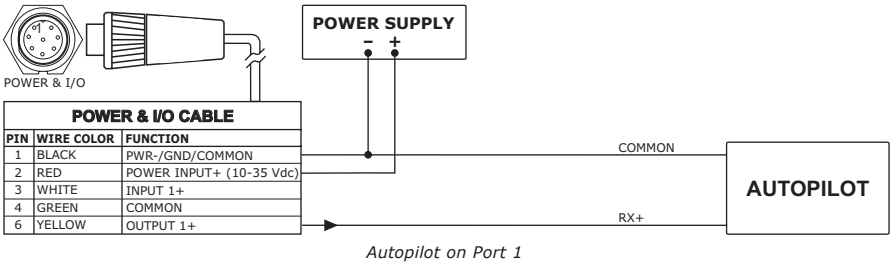 POWER SUPPLY
– +
1
POWER & I/O
POWER & I/O CABLE
PIN WIRE COLOR FUNCTION
1 BLACK PWR-/GND/COMMON
2 RED POWER INPUT+ (10-35 Vdc)
3 WHITE INPUT 1+
4 GREEN COMMON
6 YELLOW OUTPUT 1+
COMMON
RX+
AUTOPILOT
Autopilot on Port 1